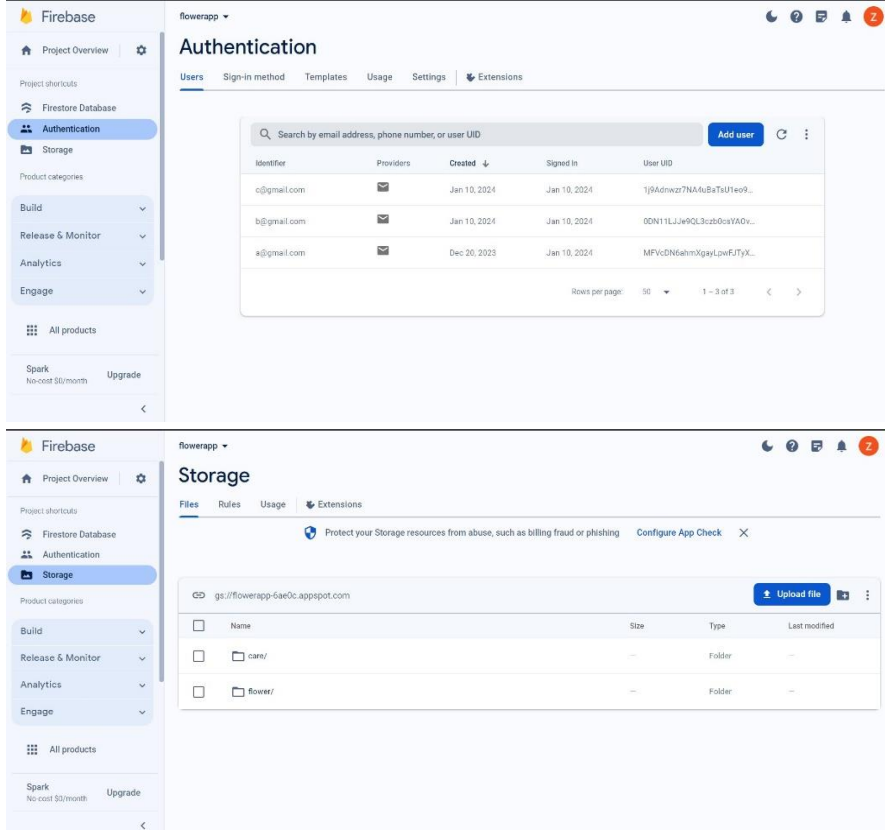 Firebase
flowerapp
Z
Project Overview
Authentication
Users Sign-in method Templates Usage Settings Extensions
Project shortcuts
Firestore Database
Authentication
Storage
Product categories
Build
Release & Monitor
Analytics
Engage
All products
Spark
No-cost $0/month
Upgrade
Search by email address, phone number, or user UID
Add user
Identifier Providers Created Signed In User UID
c@gmail.com Jan 10, 2024 Jan 10, 2024
b@gmail.com Jan 10, 2024 Jan 10, 2024
a@gmail.com Dec 20, 2023 Jan 10, 2024
Rows per page: 50 1 – 3 of 3
Firebase
flowerapp
Z
Project Overview
Storage
Files Rules Usage Extensions
Project shortcuts
Firestore Database
Authentication
Storage
Product categories
Build
Release & Monitor
Analytics
Engage
All products
Spark
No-cost $0/month
Upgrade
Protect your Storage resources from abuse, such as billing fraud or phishing Configure App Check
gs://flowerapp-6ae0c.appspot.com
Upload file
Name Size Type Last modified
care/ — Folder —
flower/ — Folder —